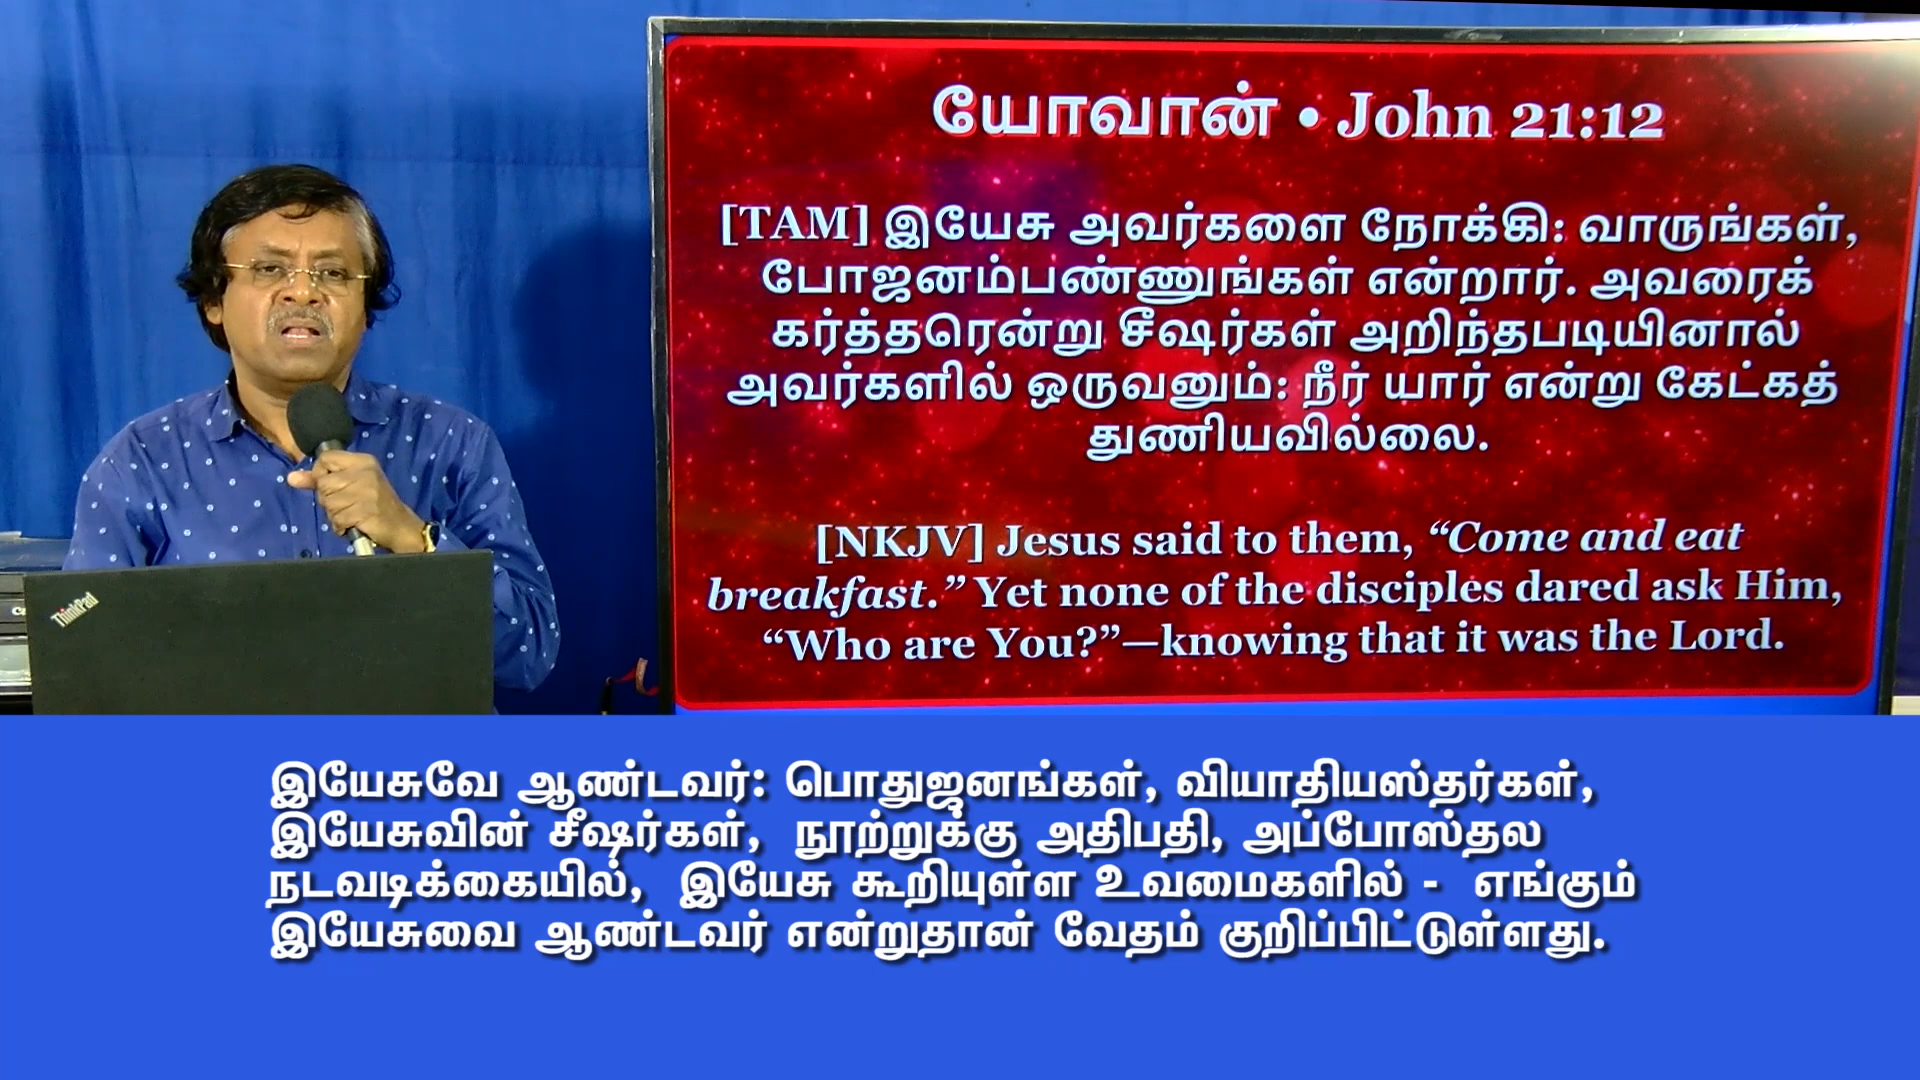 யோவான் • John 21:12
[TAM] இயேசு அவர்களை நோக்கி: வாருங்கள்,
போஜனம்பண்ணுங்கள் என்றார். அவரைக்
கர்த்தரென்று சீஷர்கள் அறிந்தபடியினால்
அவர்களில் ஒருவனும்: நீர் யார் என்று கேட்கத்
துணியவில்லை.
[NKJV] Jesus said to them, “Come and eat
breakfast.” Yet none of the disciples dared ask Him,
“Who are You?”—knowing that it was the Lord.
ThinkPad
இயேசுவே ஆண்டவர்: பொதுஜனங்கள், வியாதியஸ்தர்கள்,
இயேசுவின் சீஷர்கள், நூற்றுக்கு அதிபதி, அப்போஸ்தல
நடவடிக்கையில், இயேசு கூறியுள்ள உவமைகளில் - எங்கும்
இயேசுவை ஆண்டவர் என்றுதான் வேதம் குறிப்பிட்டுள்ளது.